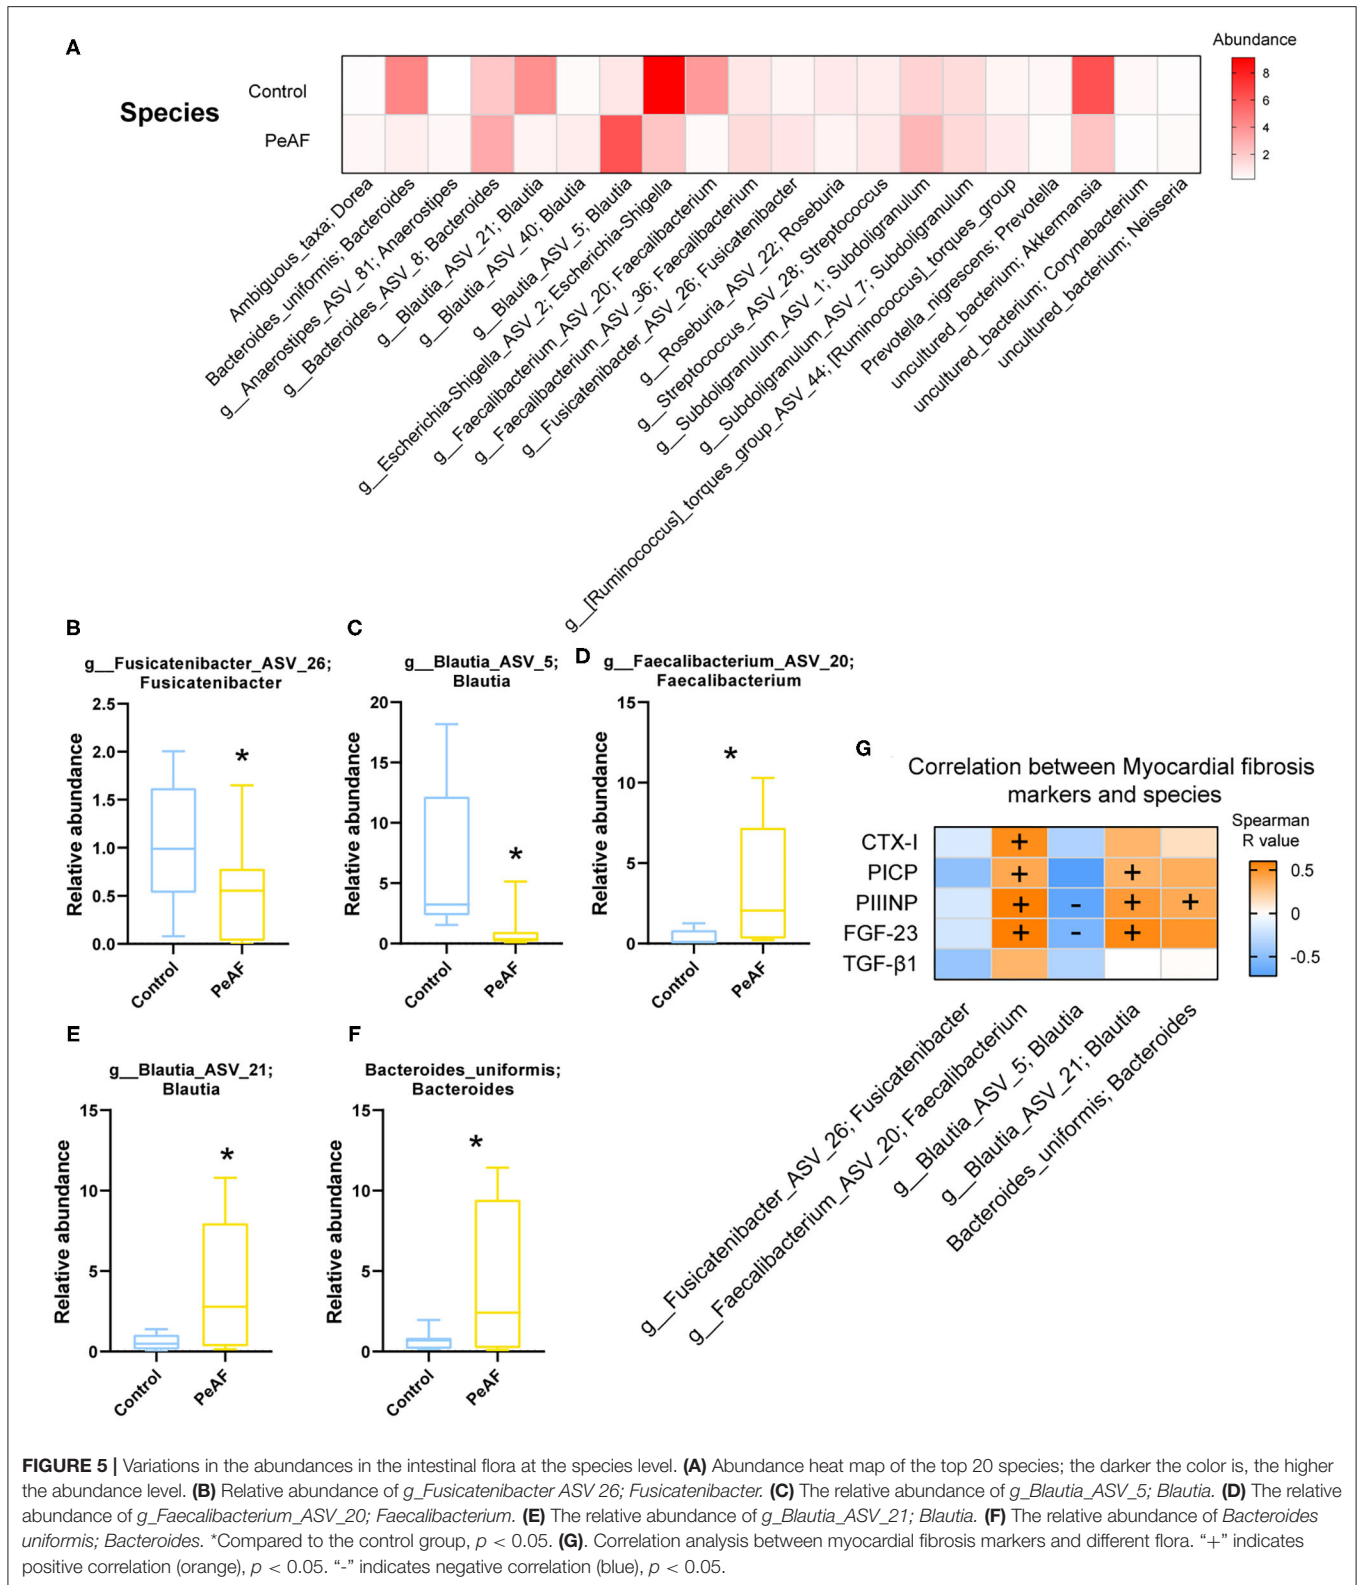 A
Abundance
8
6
4
2
Species
Control
PeAF
Ambiguous_taxa; Dorea
Bacteroides_uniformis; Bacteroides
g__Anaerostipes_ASV_81; Anaerostipes
g__Bacteroides_ASV_8; Bacteroides
g__Blautia_ASV_21; Blautia
g__Blautia_ASV_40; Blautia
g__Blautia_ASV_5; Blautia
g__Escherichia-Shigella_ASV_2; Escherichia-Shigella
g__Faecalibacterium_ASV_20; Faecalibacterium
g__Faecalibacterium_ASV_36; Faecalibacterium
g__Fusicatenibacter_ASV_26; Fusicatenibacter
g__Roseburia_ASV_22; Roseburia
g__Streptococcus_ASV_28; Streptococcus
g__Subdoligranulum_ASV_1; Subdoligranulum
g__Subdoligranulum_ASV_7; Subdoligranulum
g__[Ruminococcus]_torques_group_ASV_44; [Ruminococcus]_torques_group
Prevotella_nigrescens; Prevotella
uncultured_bacterium; Akkermansia
uncultured_bacterium; Corynebacterium
uncultured_bacterium; Neisseria
B
g__Fusicatenibacter_ASV_26;
Fusicatenibacter
Relative abundance
2.5
2.0
1.5
1.0
0.5
0.0
*
Control
PeAF
C
g__Blautia_ASV_5;
Blautia
Relative abundance
20
15
10
5
0
*
Control
PeAF
D
g__Faecalibacterium_ASV_20;
Faecalibacterium
Relative abundance
15
10
5
0
*
Control
PeAF
E
g__Blautia_ASV_21;
Blautia
Relative abundance
15
10
5
0
*
Control
PeAF
F
Bacteroides_uniformis;
Bacteroides
Relative abundance
15
10
5
0
*
Control
PeAF
G
Correlation between Myocardial fibrosis
markers and species
Spearman
R value
0.5
0
-0.5
CTX-I +
PICP + +
PIIINP + - + +
FGF-23 + - +
TGF-β1
g__Fusicatenibacter_ASV_26; Fusicatenibacter
g__Faecalibacterium_ASV_20; Faecalibacterium
g__Blautia_ASV_5; Blautia
g__Blautia_ASV_21; Blautia
Bacteroides_uniformis; Bacteroides
FIGURE 5 | Variations in the abundances in the intestinal flora at the species level. (A) Abundance heat map of the top 20 species; the darker the color is, the higher
the abundance level. (B) Relative abundance of g_Fusicatenibacter ASV 26; Fusicatenibacter. (C) The relative abundance of g_Blautia_ASV_5; Blautia. (D) The relative
abundance of g_Faecalibacterium_ASV_20; Faecalibacterium. (E) The relative abundance of g_Blautia_ASV_21; Blautia. (F) The relative abundance of Bacteroides
uniformis; Bacteroides. *Compared to the control group, p < 0.05. (G). Correlation analysis between myocardial fibrosis markers and different flora. “+” indicates
positive correlation (orange), p < 0.05. “-” indicates negative correlation (blue), p < 0.05.